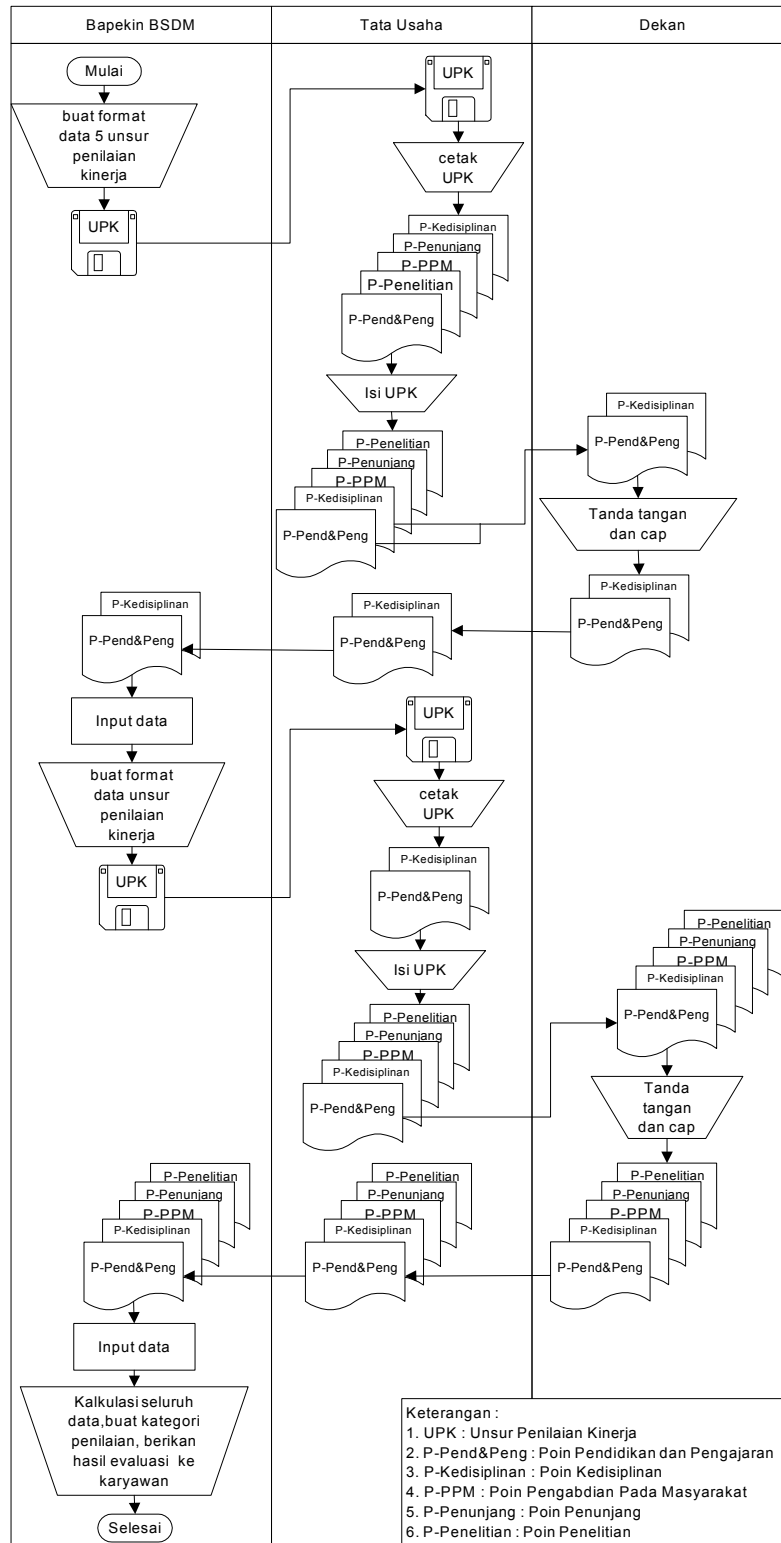 Bapekin BSDM
Tata Usaha
Dekan
Mulai
buat format
data 5 unsur
penilaian
kinerja
UPK
UPK
cetak
UPK
P-Kedisiplinan
P-Penunjang
P-PPM
P-Penelitian
P-Pend&Peng
Isi UPK
P-Penelitian
P-Penunjang
P-PPM
P-Kedisiplinan
P-Pend&Peng
P-Kedisiplinan
P-Pend&Peng
Tanda tangan
dan cap
P-Kedisiplinan
P-Pend&Peng
P-Kedisiplinan
P-Pend&Peng
P-Kedisiplinan
P-Pend&Peng
Input data
buat format
data unsur
penilaian
kinerja
UPK
UPK
cetak
UPK
P-Kedisiplinan
P-Pend&Peng
Isi UPK
P-Penelitian
P-Penunjang
P-PPM
P-Kedisiplinan
P-Pend&Peng
P-Penelitian
P-Penunjang
P-PPM
P-Kedisiplinan
P-Pend&Peng
Tanda
tangan
dan cap
P-Penelitian
P-Penunjang
P-PPM
P-Kedisiplinan
P-Pend&Peng
P-Penelitian
P-Penunjang
P-PPM
P-Kedisiplinan
P-Pend&Peng
P-Penelitian
P-Penunjang
P-PPM
P-Kedisiplinan
P-Pend&Peng
Input data
Kalkulasi seluruh
data,buat kategori
penilaian, berikan
hasil evaluasi ke
karyawan
Selesai
Keterangan :
1. UPK : Unsur Penilaian Kinerja
2. P-Pend&Peng : Poin Pendidikan dan Pengajaran
3. P-Kedisiplinan : Poin Kedisiplinan
4. P-PPM : Poin Pengabdian Pada Masyarakat
5. P-Penunjang : Poin Penunjang
6. P-Penelitian : Poin Penelitian